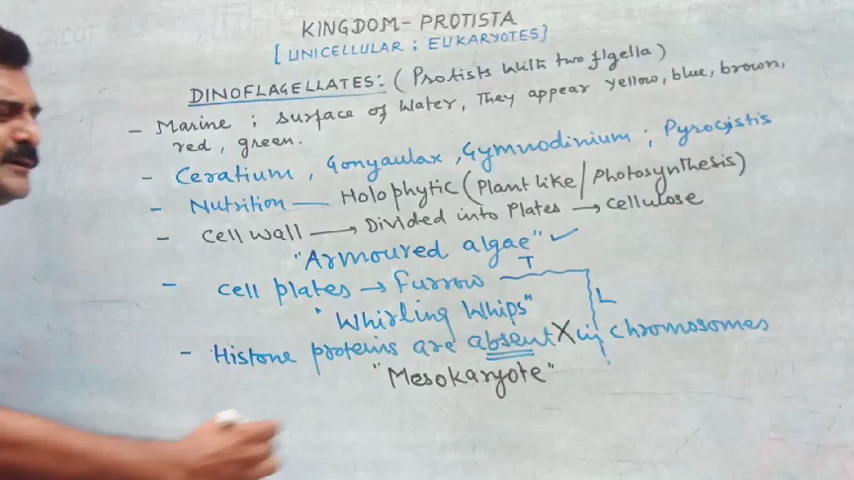 KINGDOM - PROTISTA
[UNICELLULAR ; EUKARYOTES]
DINOFLAGELLATES:- (Protists with two flgella)
- Marine ; surface of water, They appear yellow, blue, brown,
red, green.
- Ceratium, Gonyaulax, Gymnodinium ; Pyrocystis
- Nutrition — Holophytic (Plant like / Photosynthesis)
- Cell wall → Divided into Plates → cellulose
"Armoured algae" ✓
- Cell plates → furrow T L
"Whirling Whips"
- Histone proteins are absent X in chromosomes
"Mesokaryote"